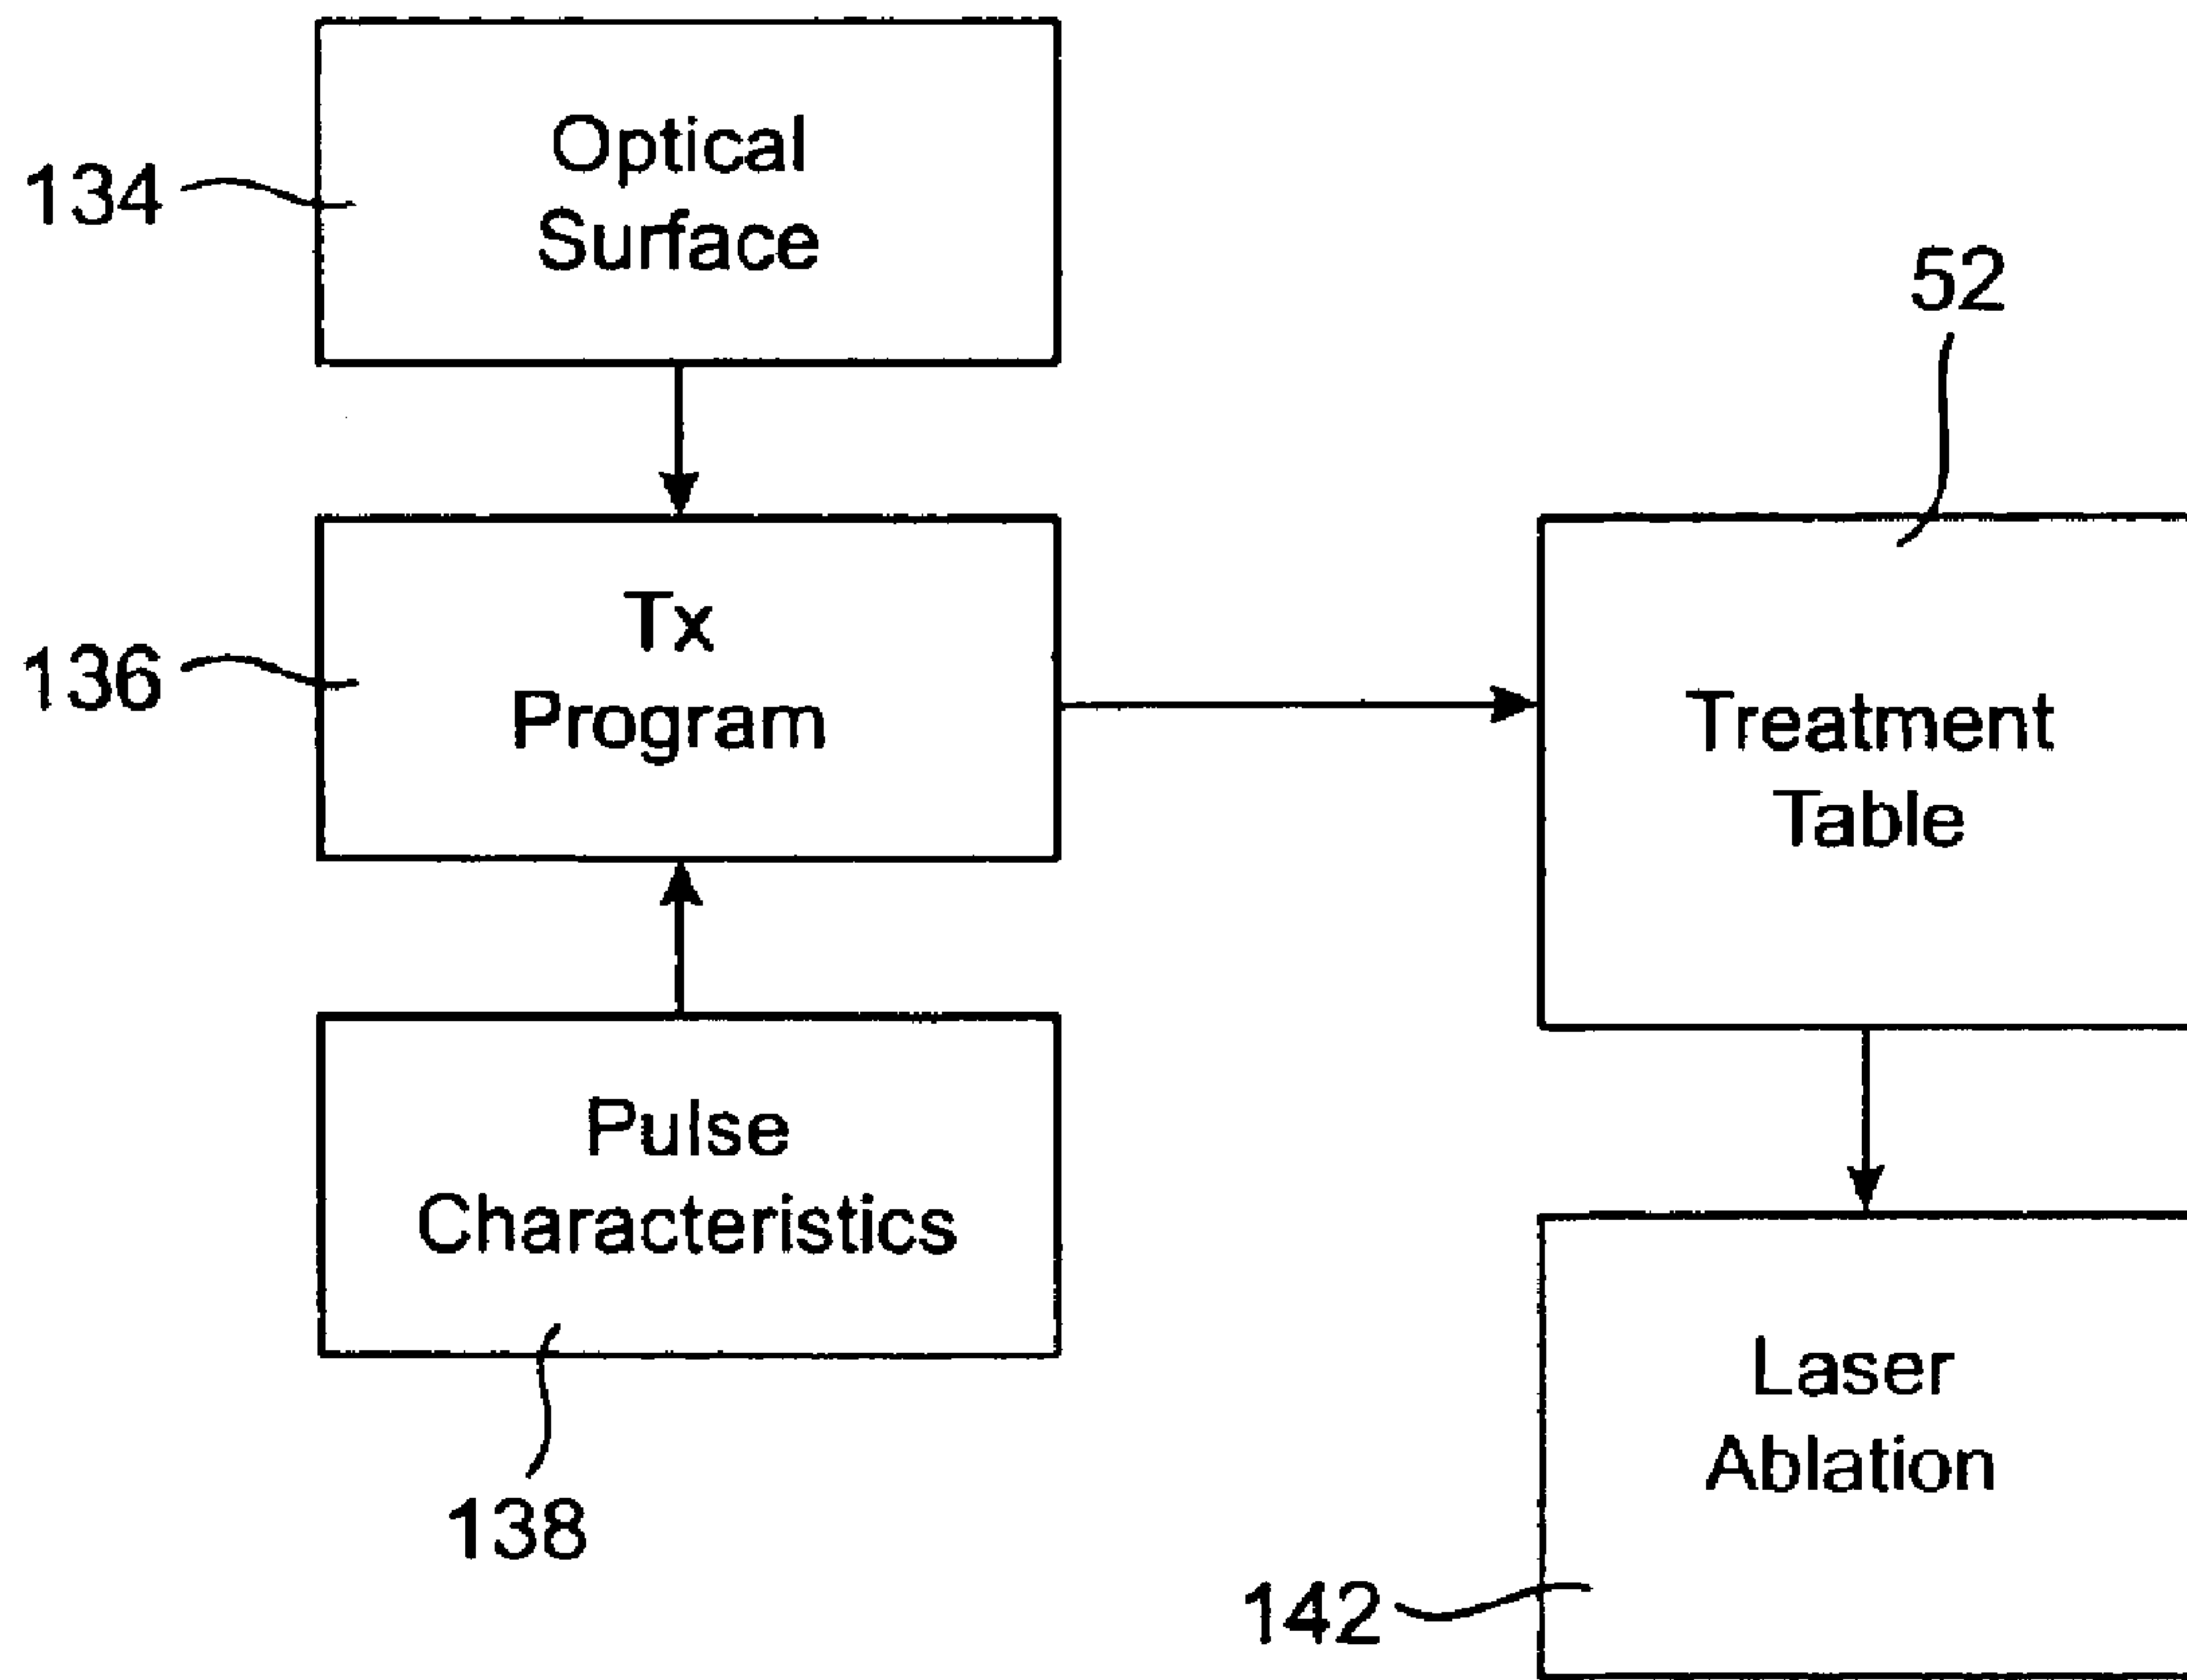 134
Optical
Surface
52
136
Tx
Program
Treatment
Table
Pulse
Characteristics
138
Laser
Ablation
142